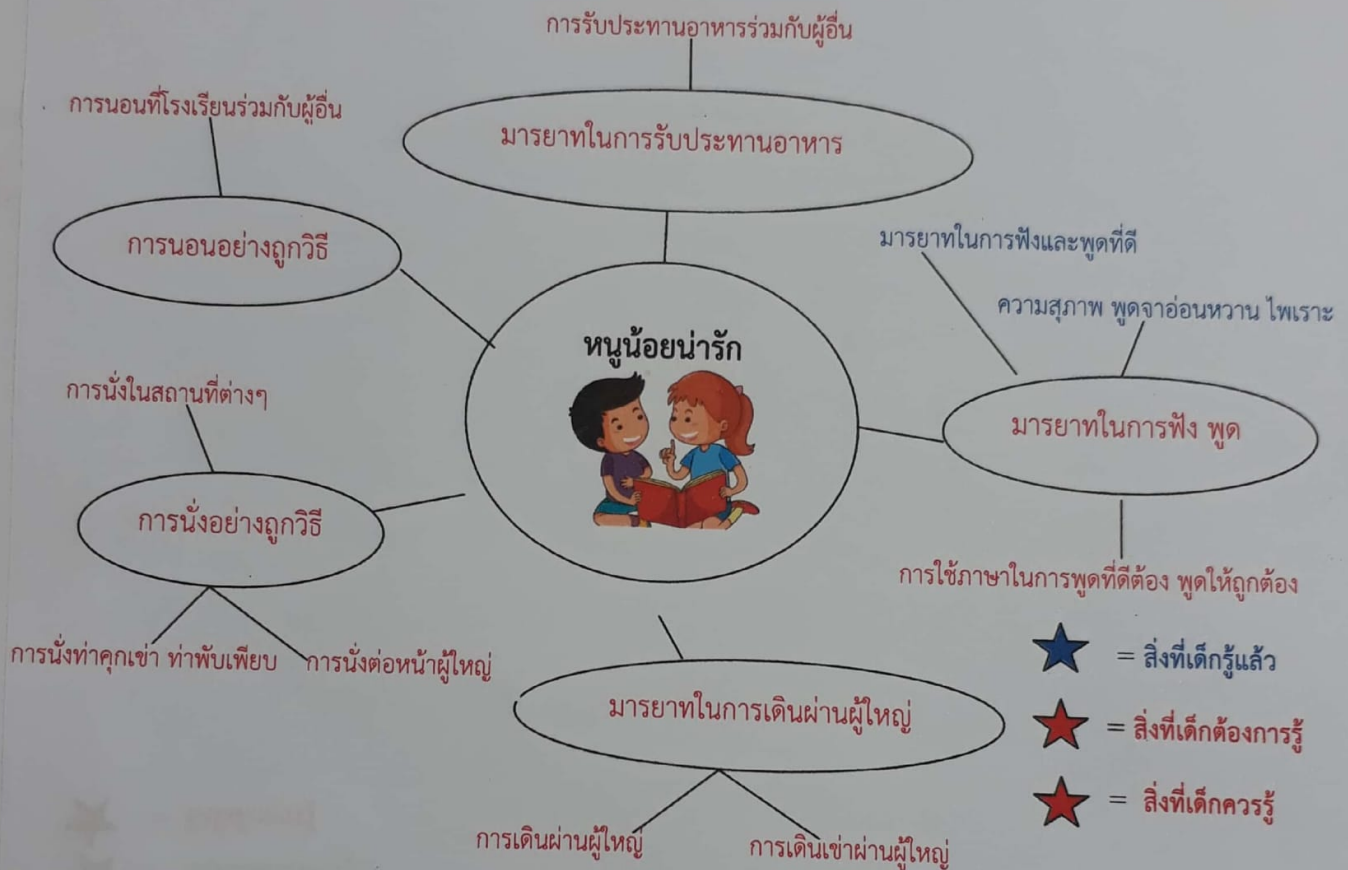 การรับประทานอาหารร่วมกับผู้อื่น
การนอนที่โรงเรียนร่วมกับผู้อื่น
มารยาทในการรับประทานอาหาร
การนอนอย่างถูกวิธี
มารยาทในการฟังและพูดที่ดี
ความสุภาพ พูดจาอ่อนหวาน ไพเราะ
หนูน้อยน่ารัก
การนั่งในสถานที่ต่างๆ
มารยาทในการฟัง พูด
การนั่งอย่างถูกวิธี
การใช้ภาษาในการพูดที่ดีต้อง พูดให้ถูกต้อง
การนั่งท่าคุกเข่า ท่าพับเพียบ
การนั่งต่อหน้าผู้ใหญ่
= สิ่งที่เด็กรู้แล้ว
มารยาทในการเดินผ่านผู้ใหญ่
= สิ่งที่เด็กต้องการรู้
= สิ่งที่เด็กควรรู้
การเดินผ่านผู้ใหญ่
การเดินเข่าผ่านผู้ใหญ่